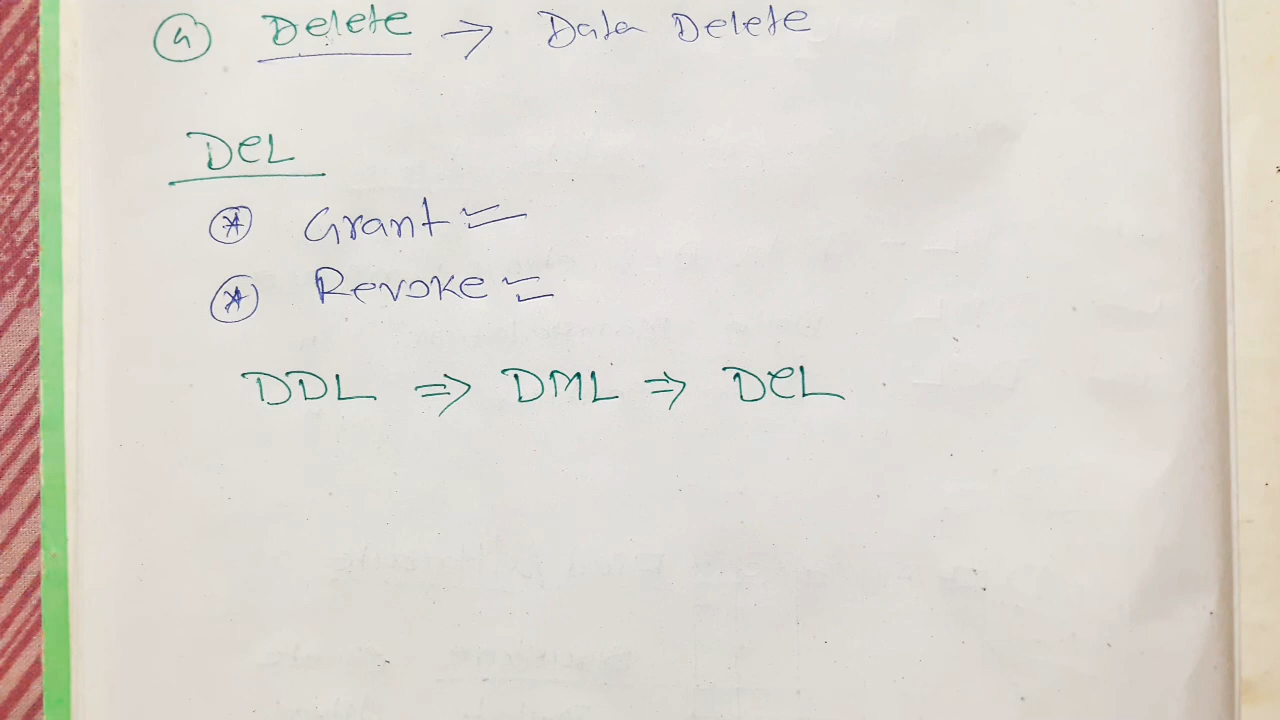 4 Delete → Data Delete
DCL
* Grant
* Revoke
DDL ⇒ DML ⇒ DCL